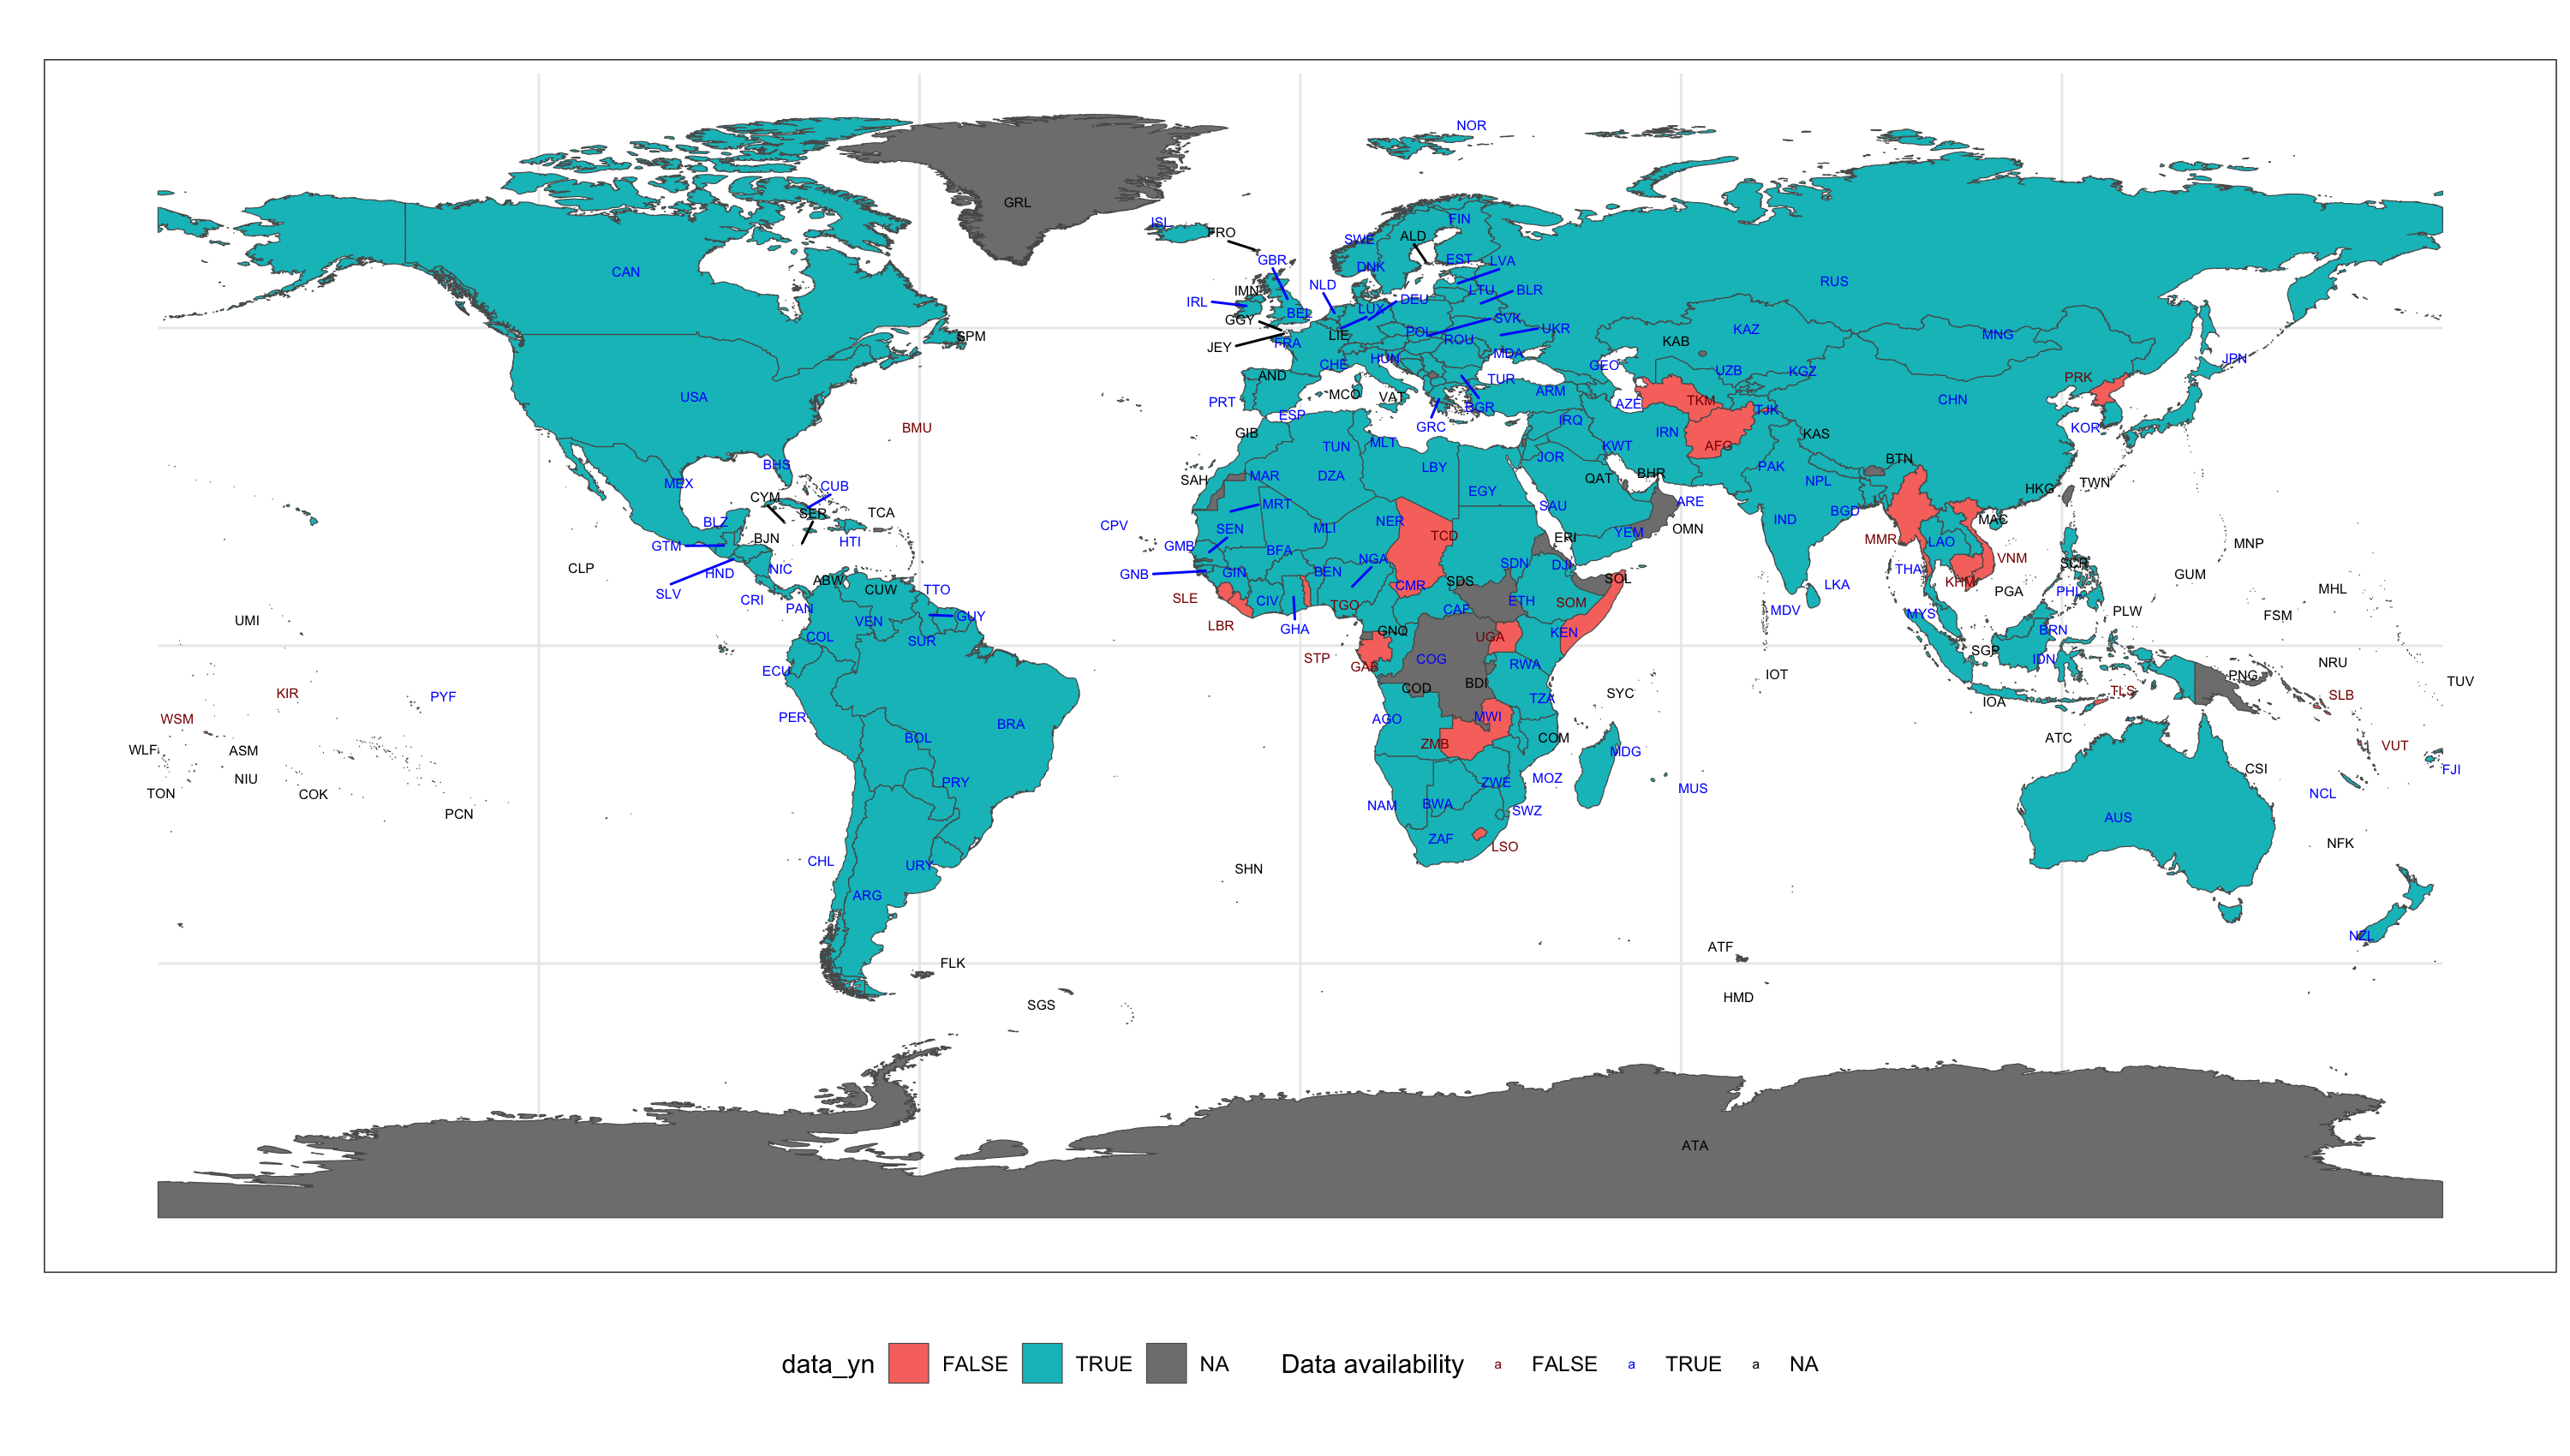 NOR
GRL
ISL
FRO
FIN
SWE
ALD
CAN
GBR
DNK
EST
LVA
RUS
IMN
NLD
LTU
BLR
IRL
DEU
GGY
BEL
LUX
SVK
SPM
JEY
FRA
LIE
POL
ROU
UKR
KAB
KAZ
MNG
CHE
HUN
MDA
GEO
UZB
KGZ
JPN
AND
TUR
PRK
USA
PRT
MCO
VAT
ARM
AZE
TKM
TJK
CHN
ESP
BGR
BMU
GIB
GRC
IRQ
IRN
KAS
KOR
TUN
MLT
KWT
AFG
BHS
MAR
DZA
LBY
JOR
PAK
BTN
MEX
CUB
SAH
EGY
QAT
BHR
NPL
HKG
TWN
CYM
SER
TCA
MRT
SAU
ARE
BLZ
CPV
SEN
MLI
NER
TCD
IND
BGD
MAC
GTM
BJN
HTI
GMB
BFA
ERI
YEM
OMN
MMR
LAO
MNP
CLP
HND
NIC
GNB
GIN
BEN
NGA
SDN
DJI
THA
VNM
SCR
GUM
SLV
ABW
CUW
TTO
CMR
SDS
SOL
LKA
KHM
PGA
PHL
MHL
CRI
PAN
SLE
CIV
TGO
CAF
ETH
SOM
MDV
MYS
PLW
FSM
UMI
VEN
GUY
LBR
GHA
GNQ
KEN
BRN
COL
SUR
UGA
ECU
STP
GAB
COG
RWA
IOT
SGP
IDN
NRU
PNG
TUV
KIR
PYF
COD
BDI
TZA
SYC
IOA
TLS
SLB
WSM
PER
BRA
AGO
MWI
WLF
ASM
BOL
ZMB
COM
MDG
ATC
VUT
NIU
PRY
ZWE
MOZ
MUS
CSI
FJI
TON
COK
PCN
NAM
BWA
SWZ
NCL
AUS
ZAF
LSO
NFK
CHL
URY
SHN
ARG
NZL
FLK
ATF
SGS
HMD
ATA
data_yn FALSE TRUE NA Data availability a FALSE a TRUE a NA